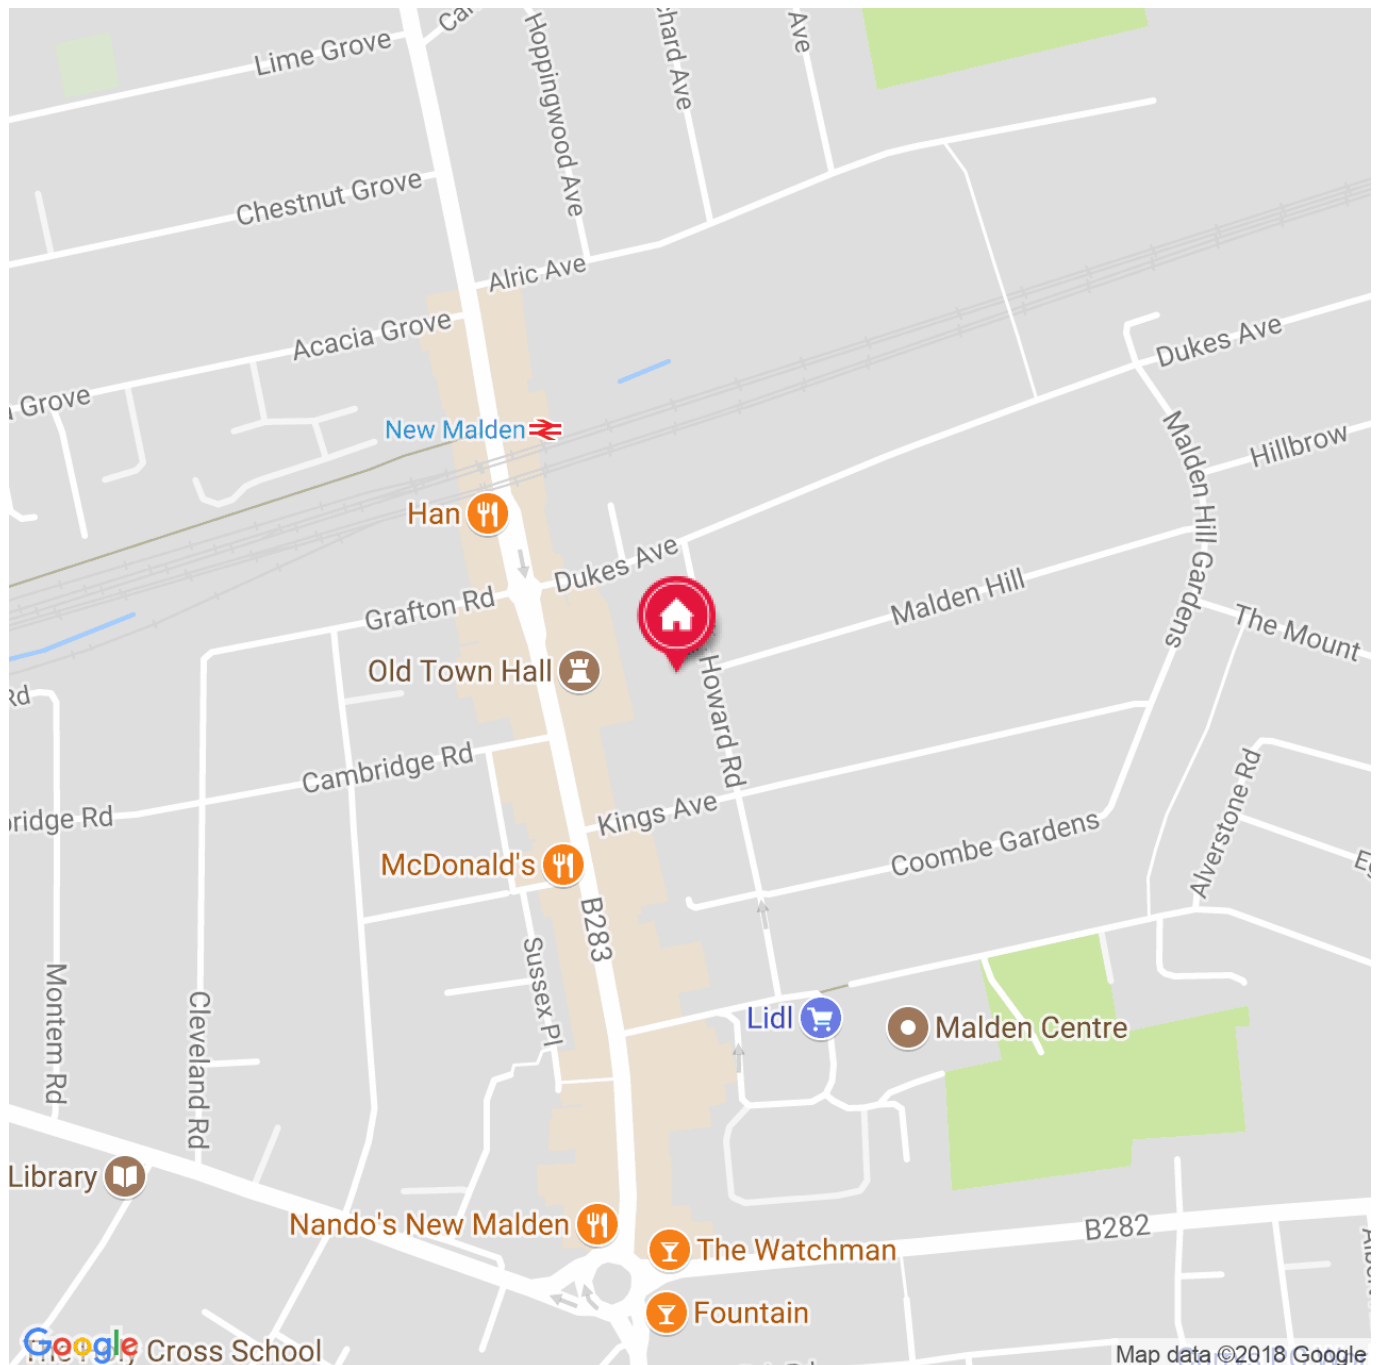 Lime Grove
Hoppingwood Ave
Ave
Chestnut Grove
Alric Ave
Acacia Grove
Grove
Dukes Ave
New Malden
Malden Hill Gardens
Hillbrow
Han
Dukes Ave
Grafton Rd
Malden Hill
The Mount
Old Town Hall
Howard Rd
Rd
Cambridge Rd
Kings Ave
Alverstone Rd
Coombe Gardens
McDonald's
B283
Sussex Pl
Montem Rd
Cleveland Rd
Lidl
Malden Centre
Library
Nando's New Malden
B282
The Watchman
Fountain
Google
Cross School
Map data ©2018 Google